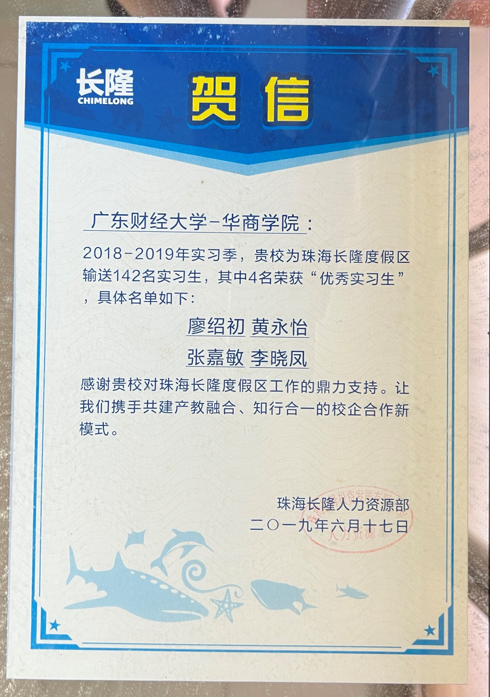 长隆
CHIMELONG
贺信
广东财经大学-华商学院：
2018-2019年实习季，贵校为珠海长隆度假区
输送142名实习生，其中4名荣获“优秀实习生”
，具体名单如下：
廖绍初 黄永怡
张嘉敏 李晓凤
感谢贵校对珠海长隆度假区工作的鼎力支持。让
我们携手共建产教融合、知行合一的校企合作新
模式。
珠海长隆人力资源部
二〇一九年六月十七日